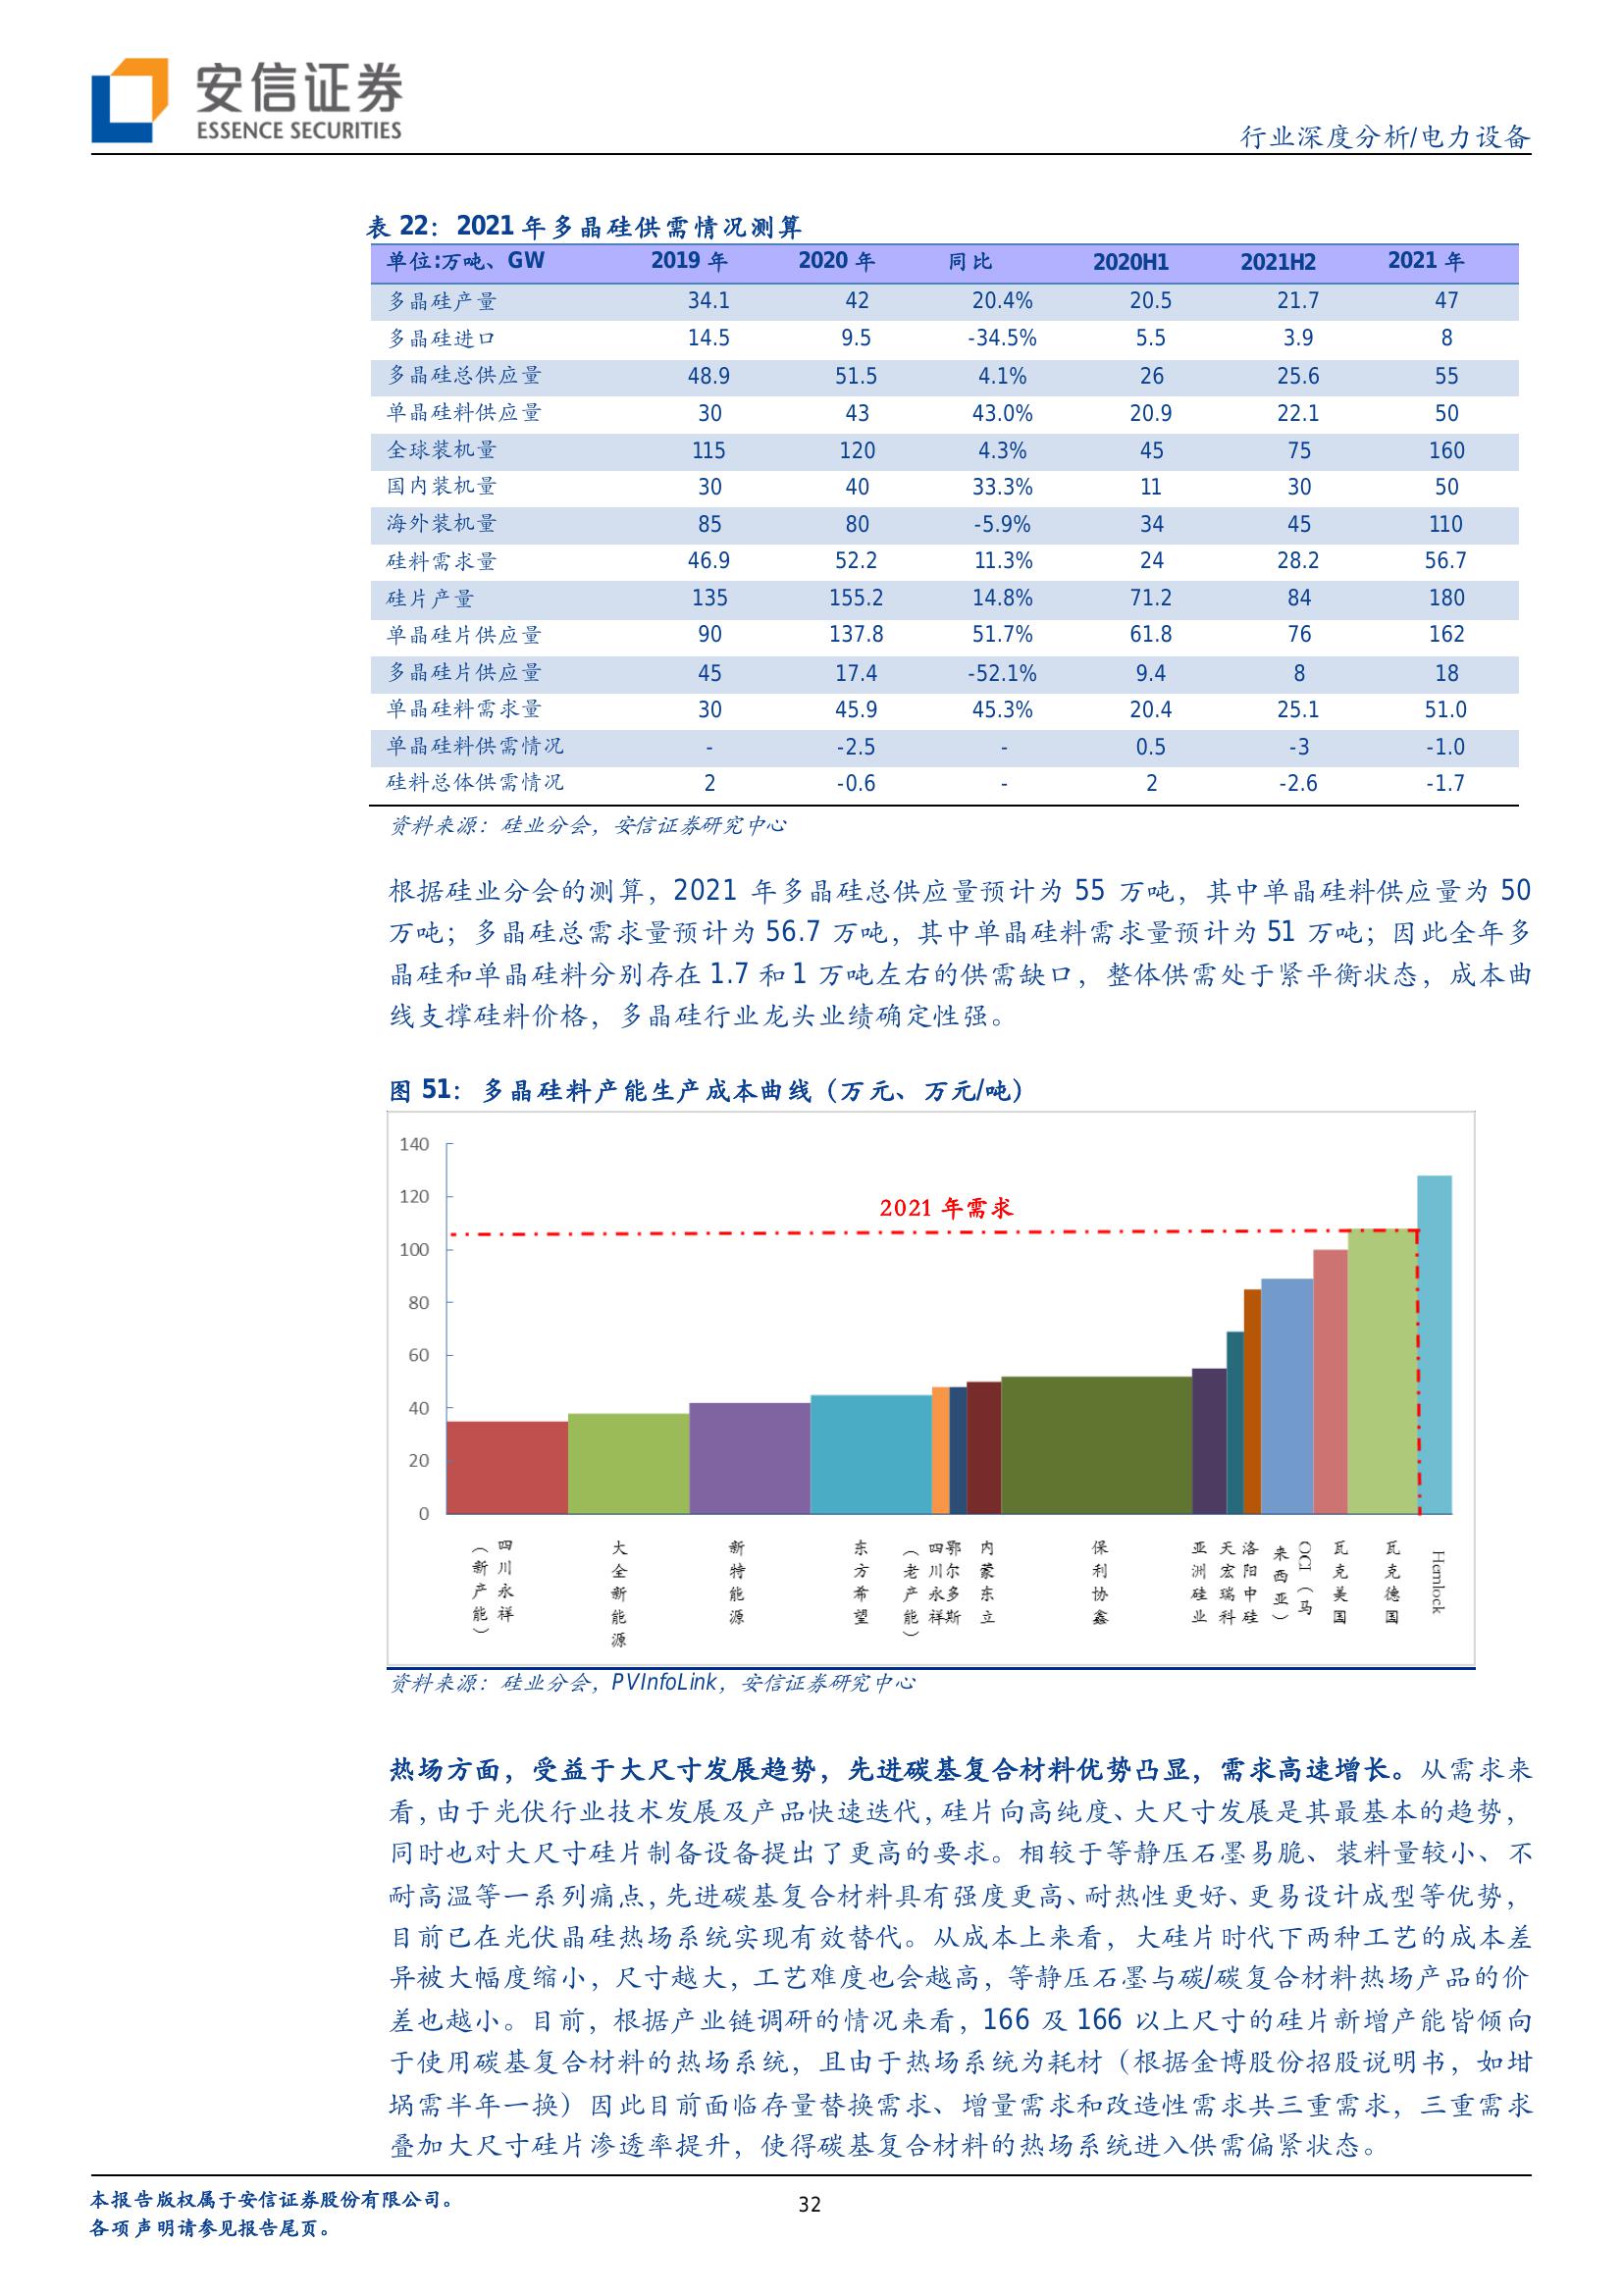 安信证券
ESSENCE SECURITIES
行业深度分析/电力设备
表 22：2021 年多晶硅供需情况测算
单位:万吨、GW 2019 年 2020 年 同比 2020H1 2021H2 2021 年
多晶硅产量 34.1 42 20.4% 20.5 21.7 47
多晶硅进口 14.5 9.5 -34.5% 5.5 3.9 8
多晶硅总供应量 48.9 51.5 4.1% 26 25.6 55
单晶硅料供应量 30 43 43.0% 20.9 22.1 50
全球装机量 115 120 4.3% 45 75 160
国内装机量 30 40 33.3% 11 30 50
海外装机量 85 80 -5.9% 34 45 110
硅料需求量 46.9 52.2 11.3% 24 28.2 56.7
硅片产量 135 155.2 14.8% 71.2 84 180
单晶硅片供应量 90 137.8 51.7% 61.8 76 162
多晶硅片供应量 45 17.4 -52.1% 9.4 8 18
单晶硅料需求量 30 45.9 45.3% 20.4 25.1 51.0
单晶硅料供需情况 - -2.5 - 0.5 -3 -1.0
硅料总体供需情况 2 -0.6 - 2 -2.6 -1.7
资料来源：硅业分会，安信证券研究中心
根据硅业分会的测算，2021 年多晶硅总供应量预计为 55 万吨，其中单晶硅料供应量为 50
万吨；多晶硅总需求量预计为 56.7 万吨，其中单晶硅料需求量预计为 51 万吨；因此全年多
晶硅和单晶硅料分别存在 1.7 和 1 万吨左右的供需缺口，整体供需处于紧平衡状态，成本曲
线支撑硅料价格，多晶硅行业龙头业绩确定性强。
图 51：多晶硅料产能生产成本曲线（万元、万元/吨）
140
120
100
80
60
40
20
0
2021 年需求
四川永祥（新产能）
大全新能源
新特能源
东方希望
四川永祥（老产能）
鄂尔多斯
内蒙东立
保利协鑫
亚洲硅业
天宏瑞科
洛阳中硅
OCI（马来西亚）
瓦克美国
瓦克德国
Hemlock
资料来源：硅业分会，PVInfoLink，安信证券研究中心
热场方面，受益于大尺寸发展趋势，先进碳基复合材料优势凸显，需求高速增长。从需求来
看，由于光伏行业技术发展及产品快速迭代，硅片向高纯度、大尺寸发展是其最基本的趋势，
同时也对大尺寸硅片制备设备提出了更高的要求。相较于等静压石墨易脆、装料量较小、不
耐高温等一系列痛点，先进碳基复合材料具有强度更高、耐热性更好、更易设计成型等优势，
目前已在光伏晶硅热场系统实现有效替代。从成本上来看，大硅片时代下两种工艺的成本差
异被大幅度缩小，尺寸越大，工艺难度也会越高，等静压石墨与碳/碳复合材料热场产品的价
差也越小。目前，根据产业链调研的情况来看，166 及 166 以上尺寸的硅片新增产能皆倾向
于使用碳基复合材料的热场系统，且由于热场系统为耗材（根据金博股份招股说明书，如坩
埚需半年一换）因此目前面临存量替换需求、增量需求和改造性需求共三重需求，三重需求
叠加大尺寸硅片渗透率提升，使得碳基复合材料的热场系统进入供需偏紧状态。
本报告版权属于安信证券股份有限公司。
各项声明请参见报告尾页。
32